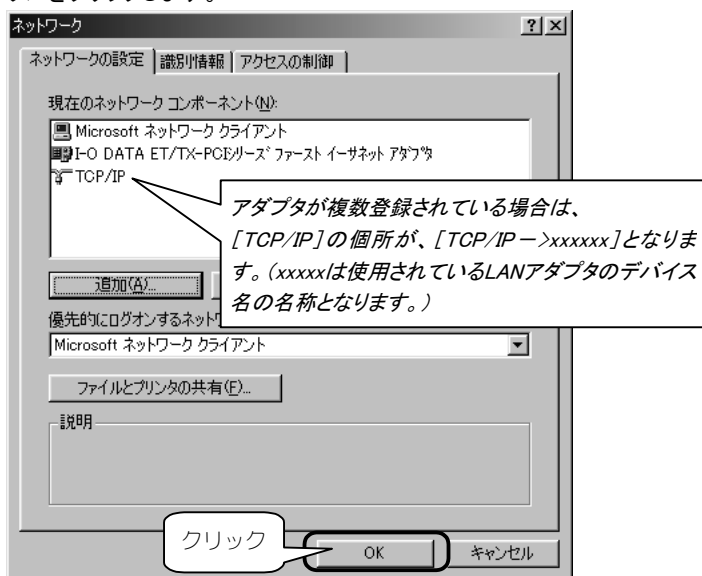 ネットワーク
ネットワークの設定 識別情報 アクセスの制御
現在のネットワーク コンポーネント(N):
Microsoft ネットワーク クライアント
I-O DATA ET/TX-PCIシリーズ ファースト イーサネット アダプタ
TCP/IP
アダプタが複数登録されている場合は、
[TCP/IP]の個所が、[TCP/IPー>xxxxxx]となりま
す。(xxxxxは使用されているLANアダプタのデバイス
名の名称となります。)
追加(A)...
優先的にログオンするネットワ
Microsoft ネットワーク クライアント
ファイルとプリンタの共有(F)...
説明
クリック
OK キャンセル